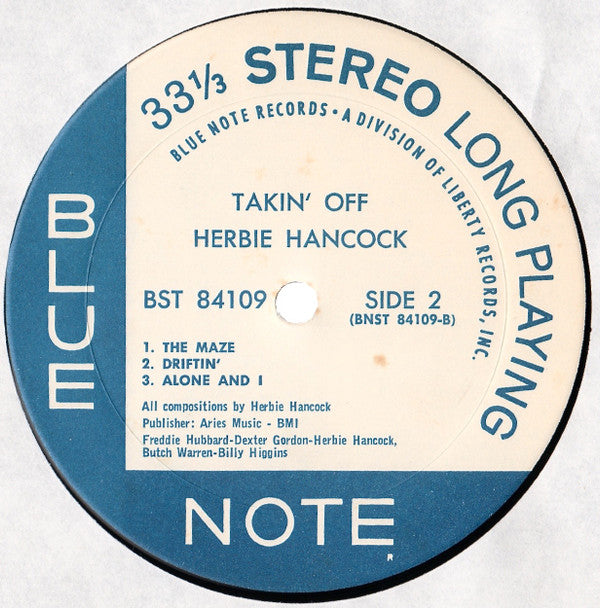 33⅓ STEREO LONG PLAYING
BLUE NOTE RECORDS • A DIVISION OF LIBERTY RECORDS, INC.
TAKIN' OFF
HERBIE HANCOCK
BST 84109
SIDE 2
(BNST 84109-B)
1. THE MAZE
2. DRIFTIN'
3. ALONE AND I
All compositions by Herbie Hancock
Publisher: Aries Music - BMI
Freddie Hubbard-Dexter Gordon-Herbie Hancock,
Butch Warren-Billy Higgins
BLUE
NOTE
R